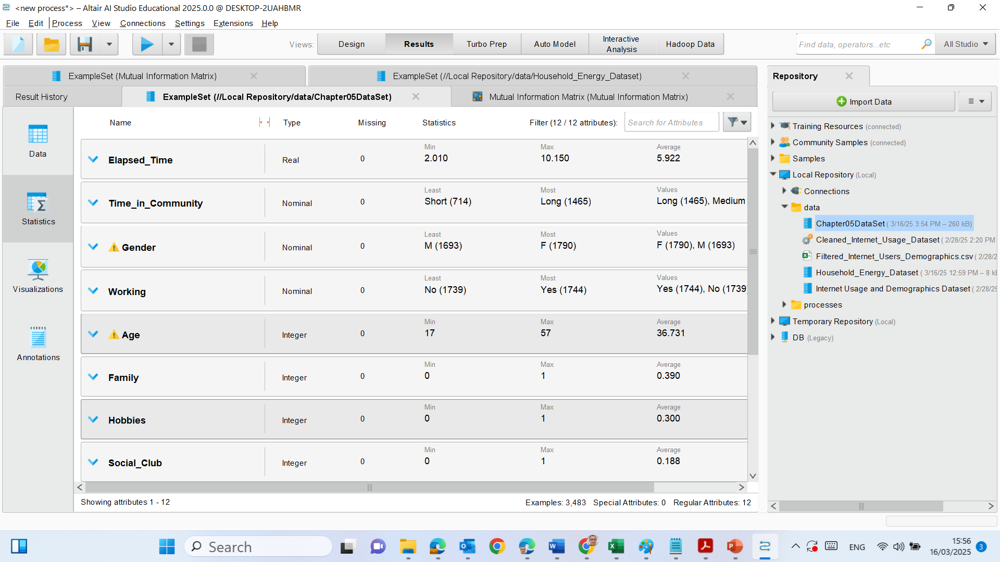 <new process*> – Altair AI Studio Educational 2025.0.0 @ DESKTOP-2UAHBMR
File Edit Process View Connections Settings Extensions Help
Views: Design Results Turbo Prep Auto Model Interactive Analysis Hadoop Data
Find data, operators...etc All Studio
ExampleSet (Mutual Information Matrix) ExampleSet (//Local Repository/data/Household_Energy_Dataset)
Result History ExampleSet (//Local Repository/data/Chapter05DataSet) Mutual Information Matrix (Mutual Information Matrix)
Data
Statistics
Visualizations
Annotations
Name Type Missing Statistics Filter (12 / 12 attributes): Search for Attributes
Min Max Average
Elapsed_Time Real 0 2.010 10.150 5.922
Least Most Values
Time_in_Community Nominal 0 Short (714) Long (1465) Long (1465), Medium
Least Most Values
Gender Nominal 0 M (1693) F (1790) F (1790), M (1693)
Least Most Values
Working Nominal 0 No (1739) Yes (1744) Yes (1744), No (1739)
Min Max Average
Age Integer 0 17 57 36.731
Min Max Average
Family Integer 0 0 1 0.390
Min Max Average
Hobbies Integer 0 0 1 0.300
Min Max Average
Social_Club Integer 0 0 1 0.188
Showing attributes 1 - 12 Examples: 3,483 Special Attributes: 0 Regular Attributes: 12
Repository
Import Data
Training Resources (connected)
Community Samples (connected)
Samples
Local Repository (Local)
Connections
data
Chapter05DataSet ( 3/16/25 3:54 PM – 260 kB)
Cleaned_Internet_Usage_Dataset ( 2/28/25 2:20 PM
Filtered_Internet_Users_Demographics.csv ( 2/28/2
Household_Energy_Dataset ( 3/16/25 12:59 PM – 8 kB
Internet Usage and Demographics Dataset ( 2/28/25
processes
Temporary Repository (Local)
DB (Legacy)
Search
ENG
15:56
16/03/2025
3